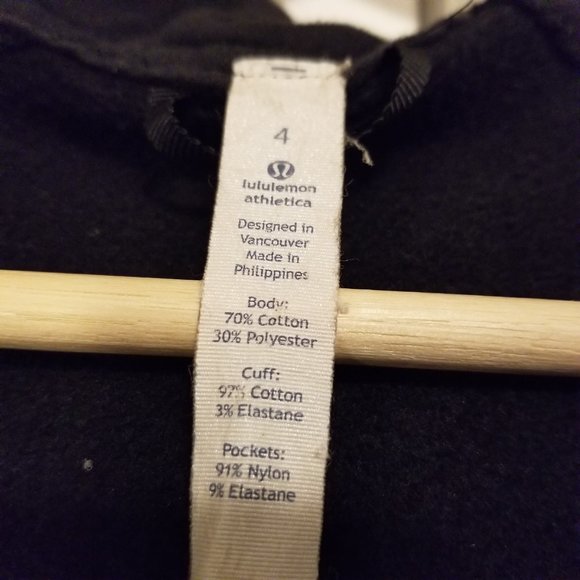 4
lululemon
athletica
Designed in
Vancouver
Made in
Philippines
Body:
70% Cotton
30% Polyester
Cuff:
97% Cotton
3% Elastane
Pockets:
91% Nylon
9% Elastane